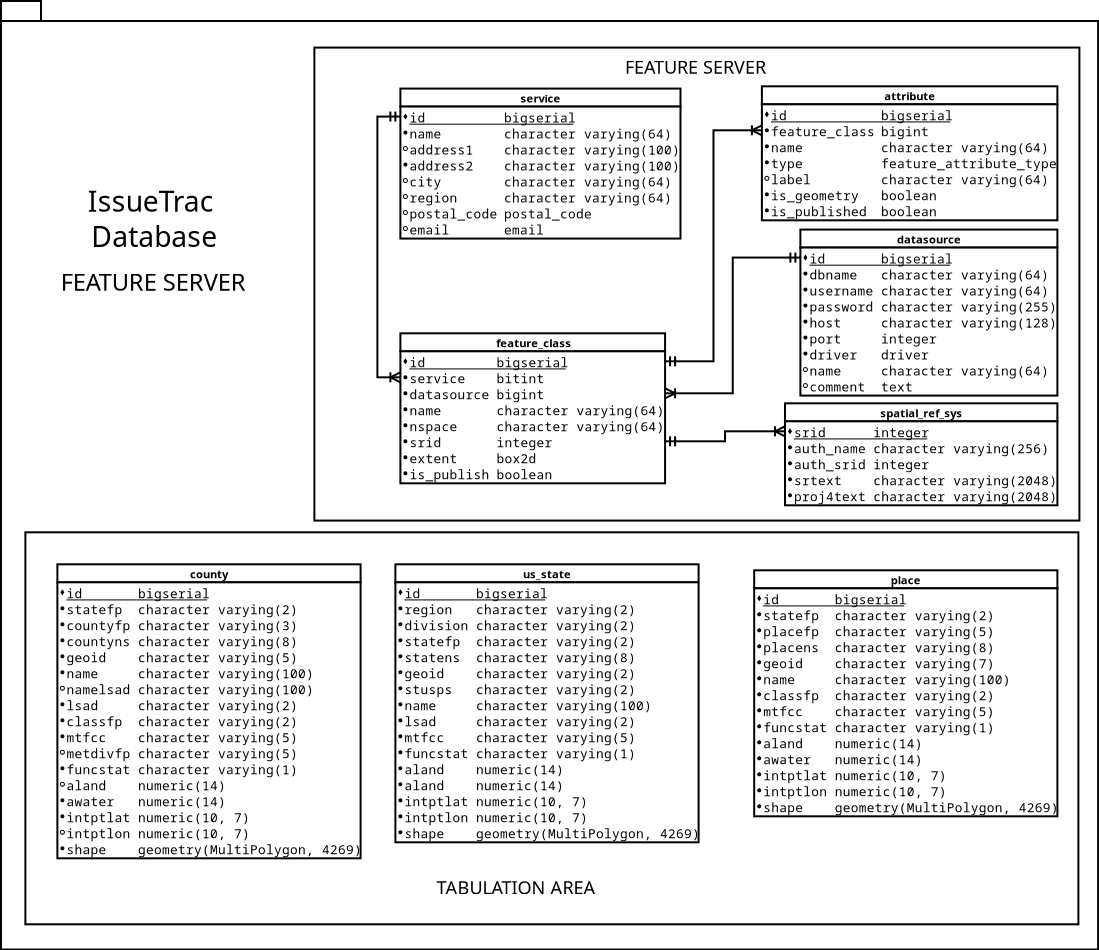 IssueTrac
Database
FEATURE SERVER
FEATURE SERVER
service
id bigserial
name character varying(64)
address1 character varying(100)
address2 character varying(100)
city character varying(64)
region character varying(64)
postal_code postal_code
email email
attribute
id bigserial
feature_class bigint
name character varying(64)
type feature_attribute_type
label character varying(64)
is_geometry boolean
is_published boolean
datasource
id bigserial
dbname character varying(64)
username character varying(64)
password character varying(255)
host character varying(128)
port integer
driver driver
name character varying(64)
comment text
feature_class
id bigserial
service bitint
datasource bigint
name character varying(64)
nspace character varying(64)
srid integer
extent box2d
is_publish boolean
spatial_ref_sys
srid integer
auth_name character varying(256)
auth_srid integer
srtext character varying(2048)
proj4text character varying(2048)
county
id bigserial
statefp character varying(2)
countyfp character varying(3)
countyns character varying(8)
geoid character varying(5)
name character varying(100)
namelsad character varying(100)
lsad character varying(2)
classfp character varying(2)
mtfcc character varying(5)
metdivfp character varying(5)
funcstat character varying(1)
aland numeric(14)
awater numeric(14)
intptlat numeric(10, 7)
intptlon numeric(10, 7)
shape geometry(MultiPolygon, 4269)
us_state
id bigserial
region character varying(2)
division character varying(2)
statefp character varying(2)
statens character varying(8)
geoid character varying(2)
stusps character varying(2)
name character varying(100)
lsad character varying(2)
mtfcc character varying(5)
funcstat character varying(1)
aland numeric(14)
aland numeric(14)
intptlat numeric(10, 7)
intptlon numeric(10, 7)
shape geometry(MultiPolygon, 4269)
place
id bigserial
statefp character varying(2)
placefp character varying(5)
placens character varying(8)
geoid character varying(7)
name character varying(100)
classfp character varying(2)
mtfcc character varying(5)
funcstat character varying(1)
aland numeric(14)
awater numeric(14)
intptlat numeric(10, 7)
intptlon numeric(10, 7)
shape geometry(MultiPolygon, 4269)
TABULATION AREA